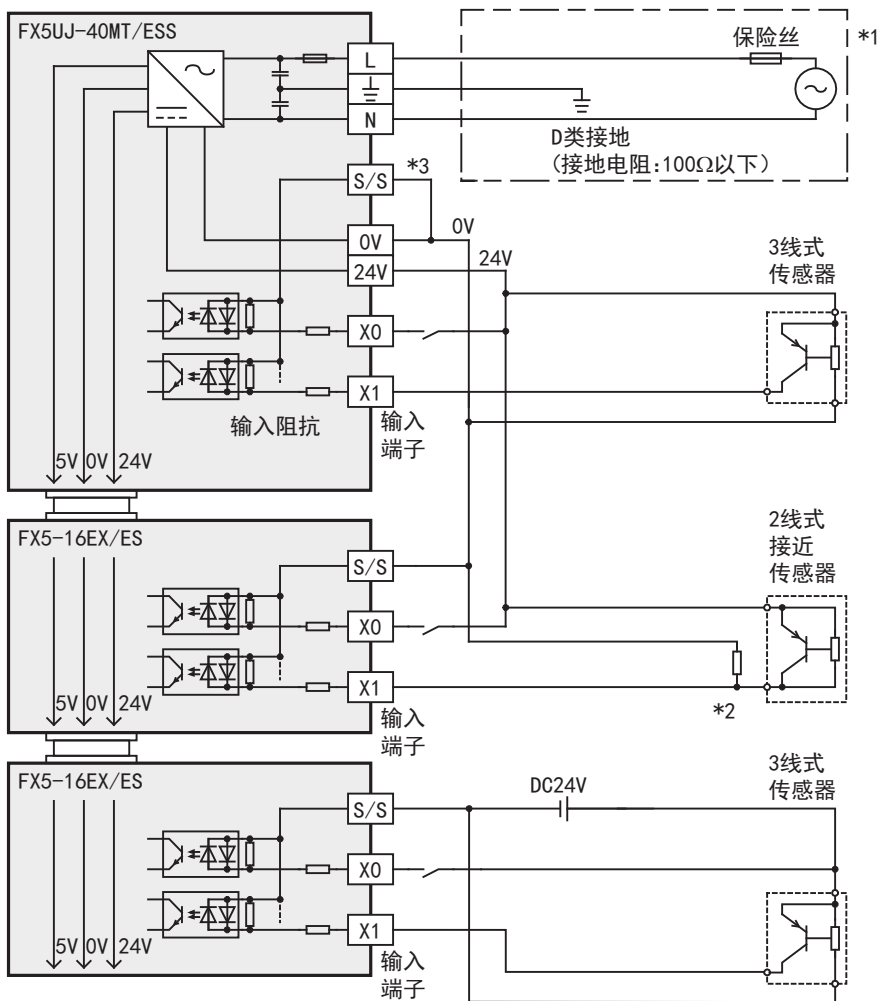 FX5UJ-40MT/ESS
保险丝
*1
L
N
D类接地
（接地电阻:100Ω以下）
S/S
*3
0V
0V
24V
24V
3线式
传感器
X0
X1
输入阻抗
输入
端子
5V 0V 24V
FX5-16EX/ES
2线式
接近
传感器
S/S
X0
X1
*2
5V 0V 24V
输入
端子
FX5-16EX/ES
3线式
传感器
DC24V
S/S
X0
X1
5V 0V 24V
输入
端子